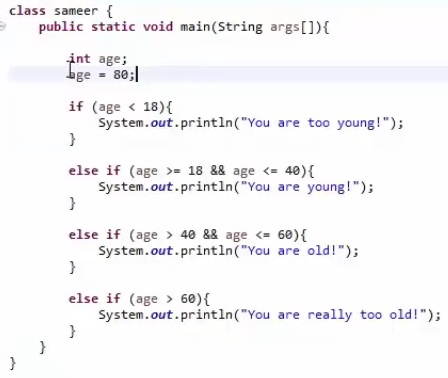 class sameer {
public static void main(String args[]){
int age;
age = 80;
if (age < 18){
System.out.println("You are too young!");
}
else if (age >= 18 && age <= 40){
System.out.println("You are young!");
}
else if (age > 40 && age <= 60){
System.out.println("You are old!");
}
else if (age > 60){
System.out.println("You are really too old!");
}
}
}